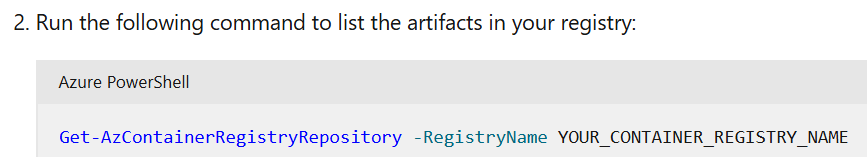 2. Run the following command to list the artifacts in your registry:
Azure PowerShell
Get-AzContainerRegistryRepository -RegistryName YOUR_CONTAINER_REGISTRY_NAME